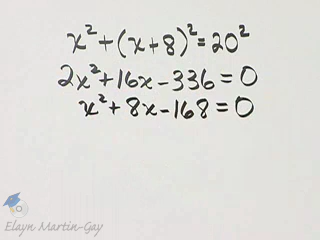 x² + (x + 8)² = 20²
2x² + 16x - 336 = 0
x² + 8x - 168 = 0
Elayn Martin-Gay